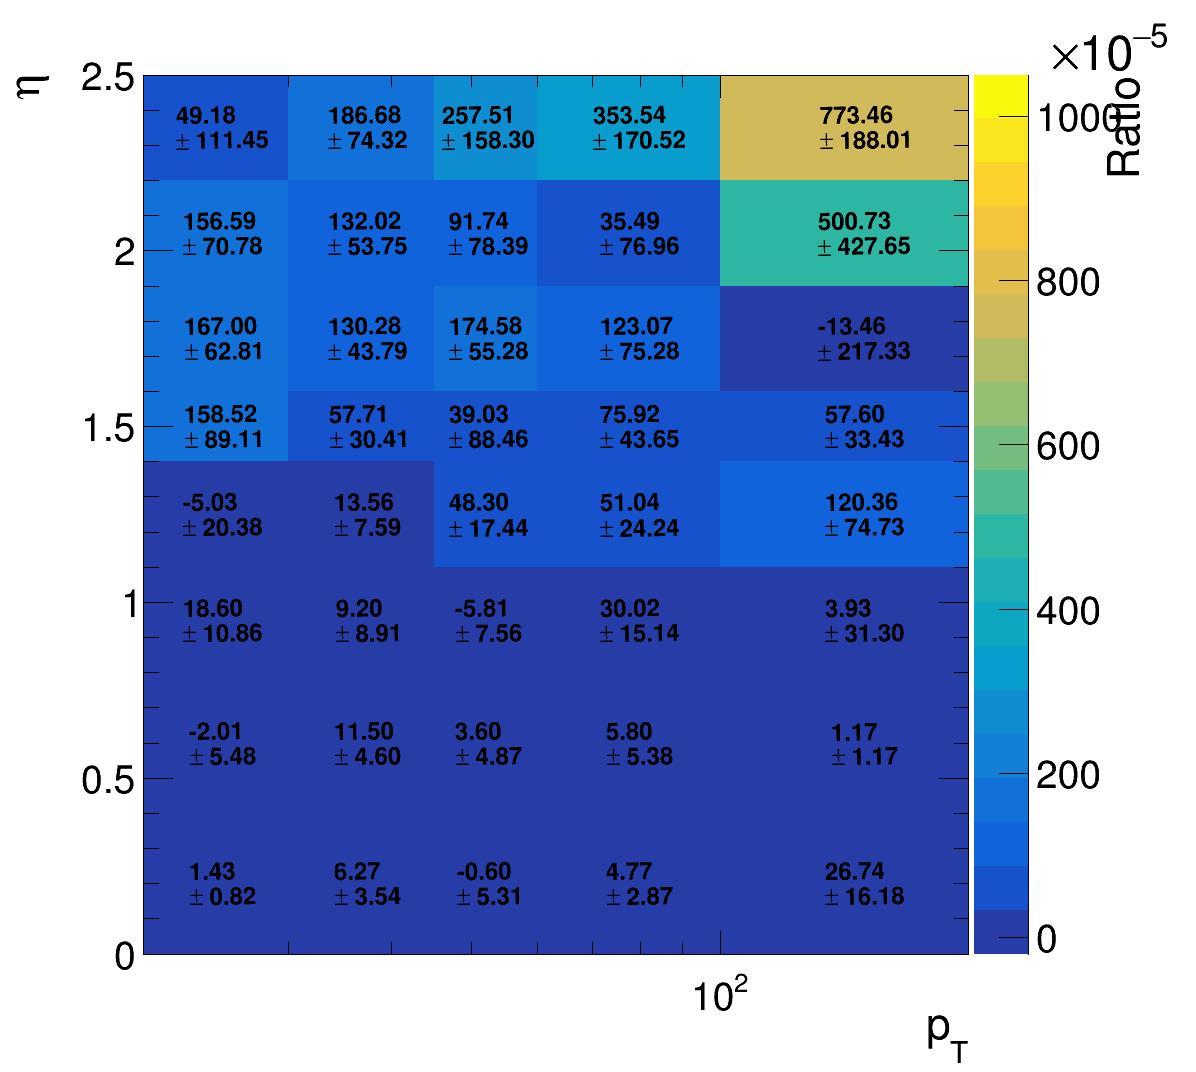 ×10⁻⁵
η
2.5
49.18 186.68 257.51 353.54 773.46
± 111.45 ± 74.32 ± 158.30 ± 170.52 ± 188.01
1000
Ratio
156.59 132.02 91.74 35.49 500.73
± 70.78 ± 53.75 ± 78.39 ± 76.96 ± 427.65
2
800
167.00 130.28 174.58 123.07 -13.46
± 62.81 ± 43.79 ± 55.28 ± 75.28 ± 217.33
1.5
158.52 57.71 39.03 75.92 57.60
± 89.11 ± 30.41 ± 88.46 ± 43.65 ± 33.43
600
-5.03 13.56 48.30 51.04 120.36
± 20.38 ± 7.59 ± 17.44 ± 24.24 ± 74.73
1
400
18.60 9.20 -5.81 30.02 3.93
± 10.86 ± 8.91 ± 7.56 ± 15.14 ± 31.30
-2.01 11.50 3.60 5.80 1.17
± 5.48 ± 4.60 ± 4.87 ± 5.38 ± 1.17
0.5
200
1.43 6.27 -0.60 4.77 26.74
± 0.82 ± 3.54 ± 5.31 ± 2.87 ± 16.18
0
0
10²
p_T